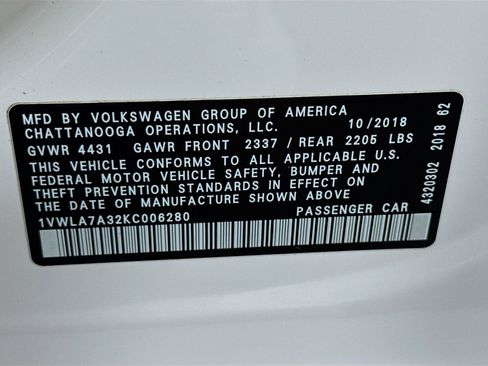 MFD BY VOLKSWAGEN GROUP OF AMERICA
CHATTANOOGA OPERATIONS, LLC. 10/2018
GVWR 4431 GAWR FRONT 2337 / REAR 2205 LBS
THIS VEHICLE CONFORMS TO ALL APPLICABLE U.S.
FEDERAL MOTOR VEHICLE SAFETY, BUMPER AND
THEFT PREVENTION STANDARDS IN EFFECT ON
THE DATE OF MANUFACTURE SHOWN ABOVE
1VWLA7A32KC006280 PASSENGER CAR
4320302 2018 62